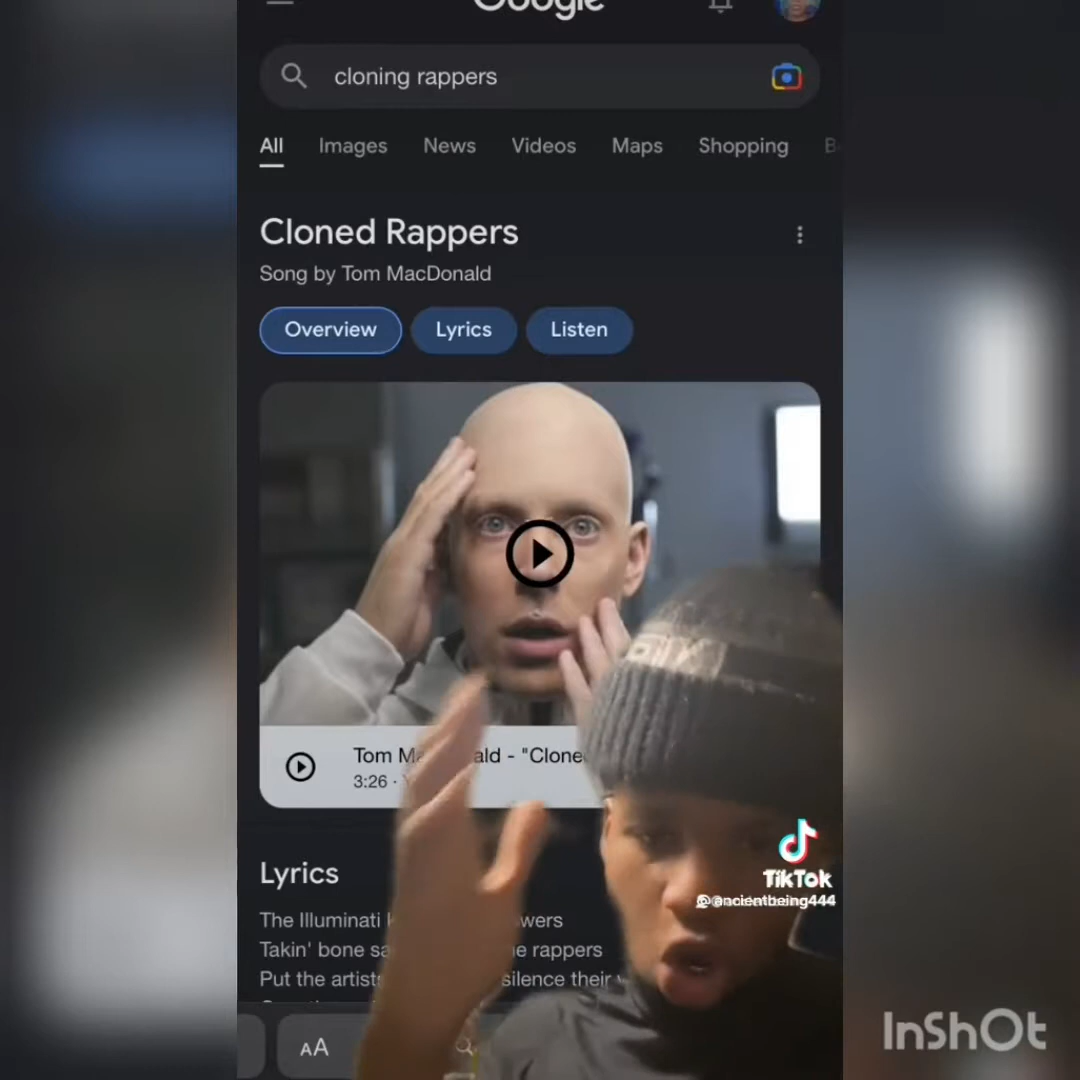 Google
cloning rappers
All Images News Videos Maps Shopping
Cloned Rappers
Song by Tom MacDonald
Overview Lyrics Listen
Tom Ma ald - "Clone
3:26 ·
TikTok
@ancientbeing444
Lyrics
The Illuminati wers
Takin' bone sa e rappers
Put the artist silence their
AA
InShOt